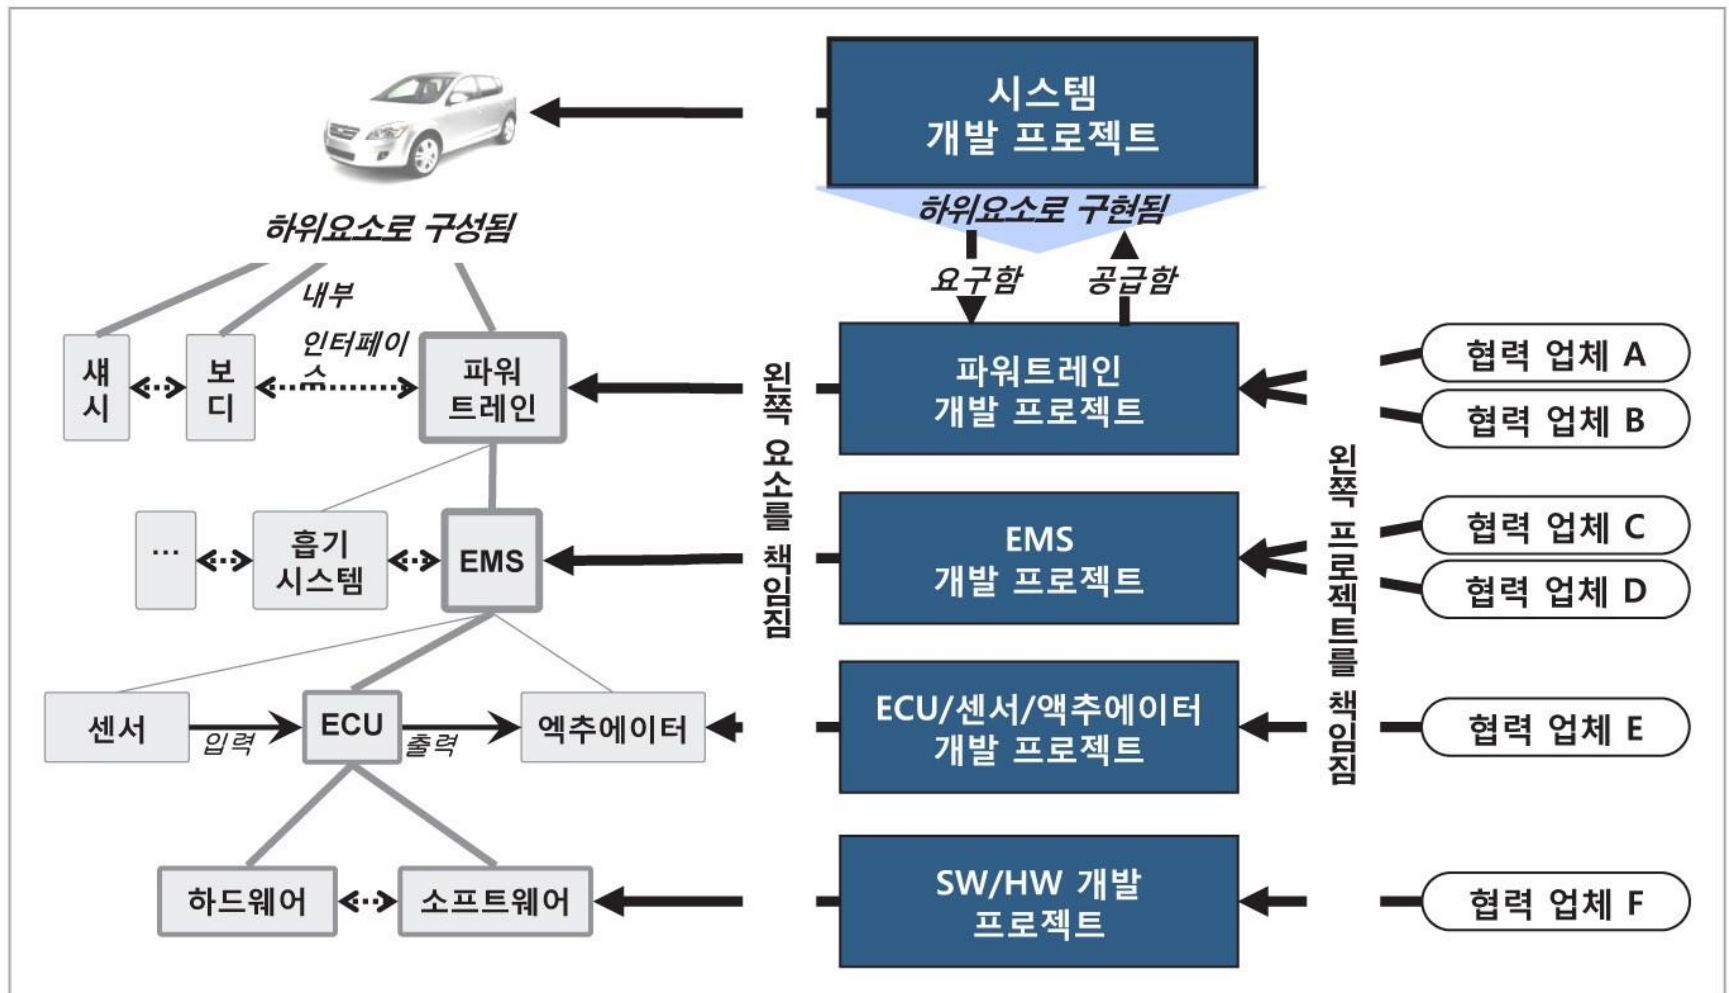 시스템
개발 프로젝트
하위요소로 구현됨
하위요소로 구성됨
요구함
공급함
내부
인터페이
스
섀
시
보
디
파워
트레인
왼쪽 요소를 책임짐
파워트레인
개발 프로젝트
협력 업체 A
협력 업체 B
왼쪽 프로젝트를 책임짐
...
흡기
시스템
EMS
EMS
개발 프로젝트
협력 업체 C
협력 업체 D
센서
입력
ECU
출력
엑추에이터
ECU/센서/액추에이터
개발 프로젝트
협력 업체 E
하드웨어
소프트웨어
SW/HW 개발
프로젝트
협력 업체 F